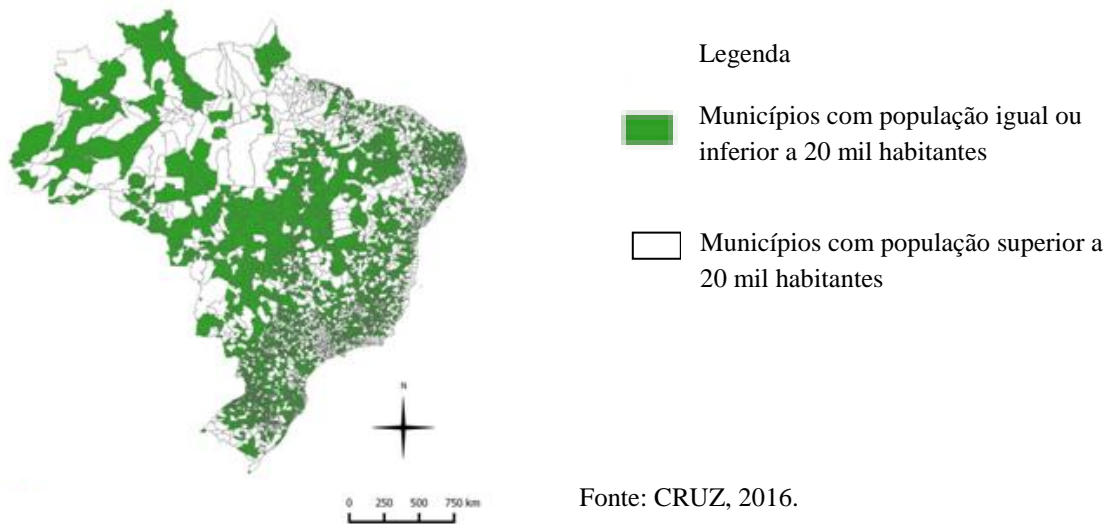 Legenda
Municípios com população igual ou
inferior a 20 mil habitantes
Municípios com população superior a
20 mil habitantes
N
0 250 500 750 km
Fonte: CRUZ, 2016.